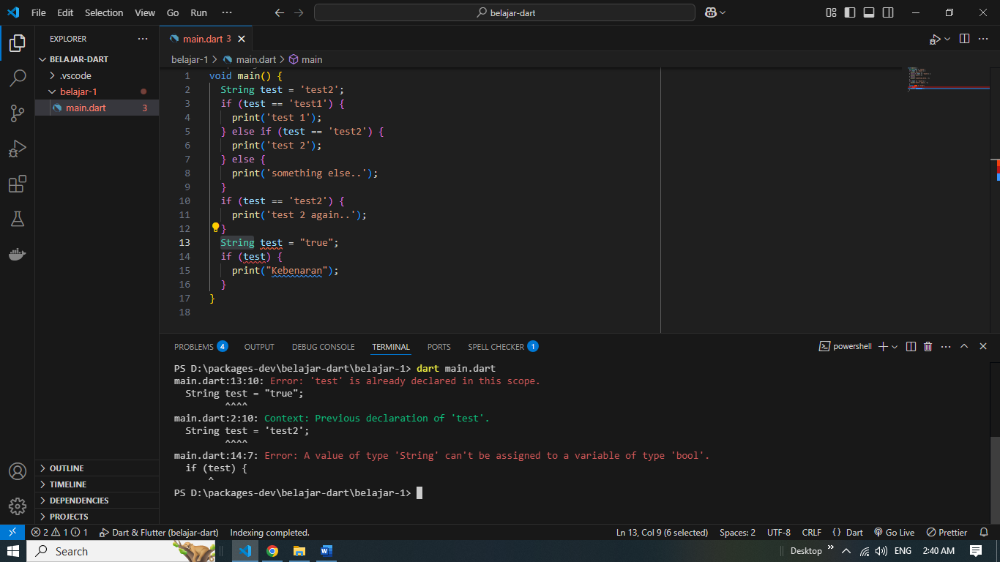 File Edit Selection View Go Run ··· belajar-dart
EXPLORER ···
BELAJAR-DART
.vscode
belajar-1
main.dart 3
OUTLINE
TIMELINE
DEPENDENCIES
PROJECTS
main.dart 3
belajar-1 > main.dart > main
1 void main() {
2 String test = 'test2';
3 if (test == 'test1') {
4 print('test 1');
5 } else if (test == 'test2') {
6 print('test 2');
7 } else {
8 print('something else..');
9 }
10 if (test == 'test2') {
11 print('test 2 again..');
12 }
13 String test = "true";
14 if (test) {
15 print("Kebenaran");
16 }
17 }
18
PROBLEMS 4 OUTPUT DEBUG CONSOLE TERMINAL PORTS SPELL CHECKER 1 powershell
PS D:\packages-dev\belajar-dart\belajar-1> dart main.dart
main.dart:13:10: Error: 'test' is already declared in this scope.
String test = "true";
^^^^
main.dart:2:10: Context: Previous declaration of 'test'.
String test = 'test2';
^^^^
main.dart:14:7: Error: A value of type 'String' can't be assigned to a variable of type 'bool'.
if (test) {
^
PS D:\packages-dev\belajar-dart\belajar-1>
2 1 1 Dart & Flutter (belajar-dart) Indexing completed. Ln 13, Col 9 (6 selected) Spaces: 2 UTF-8 CRLF { } Dart Go Live Prettier
Search Desktop ENG 2:40 AM